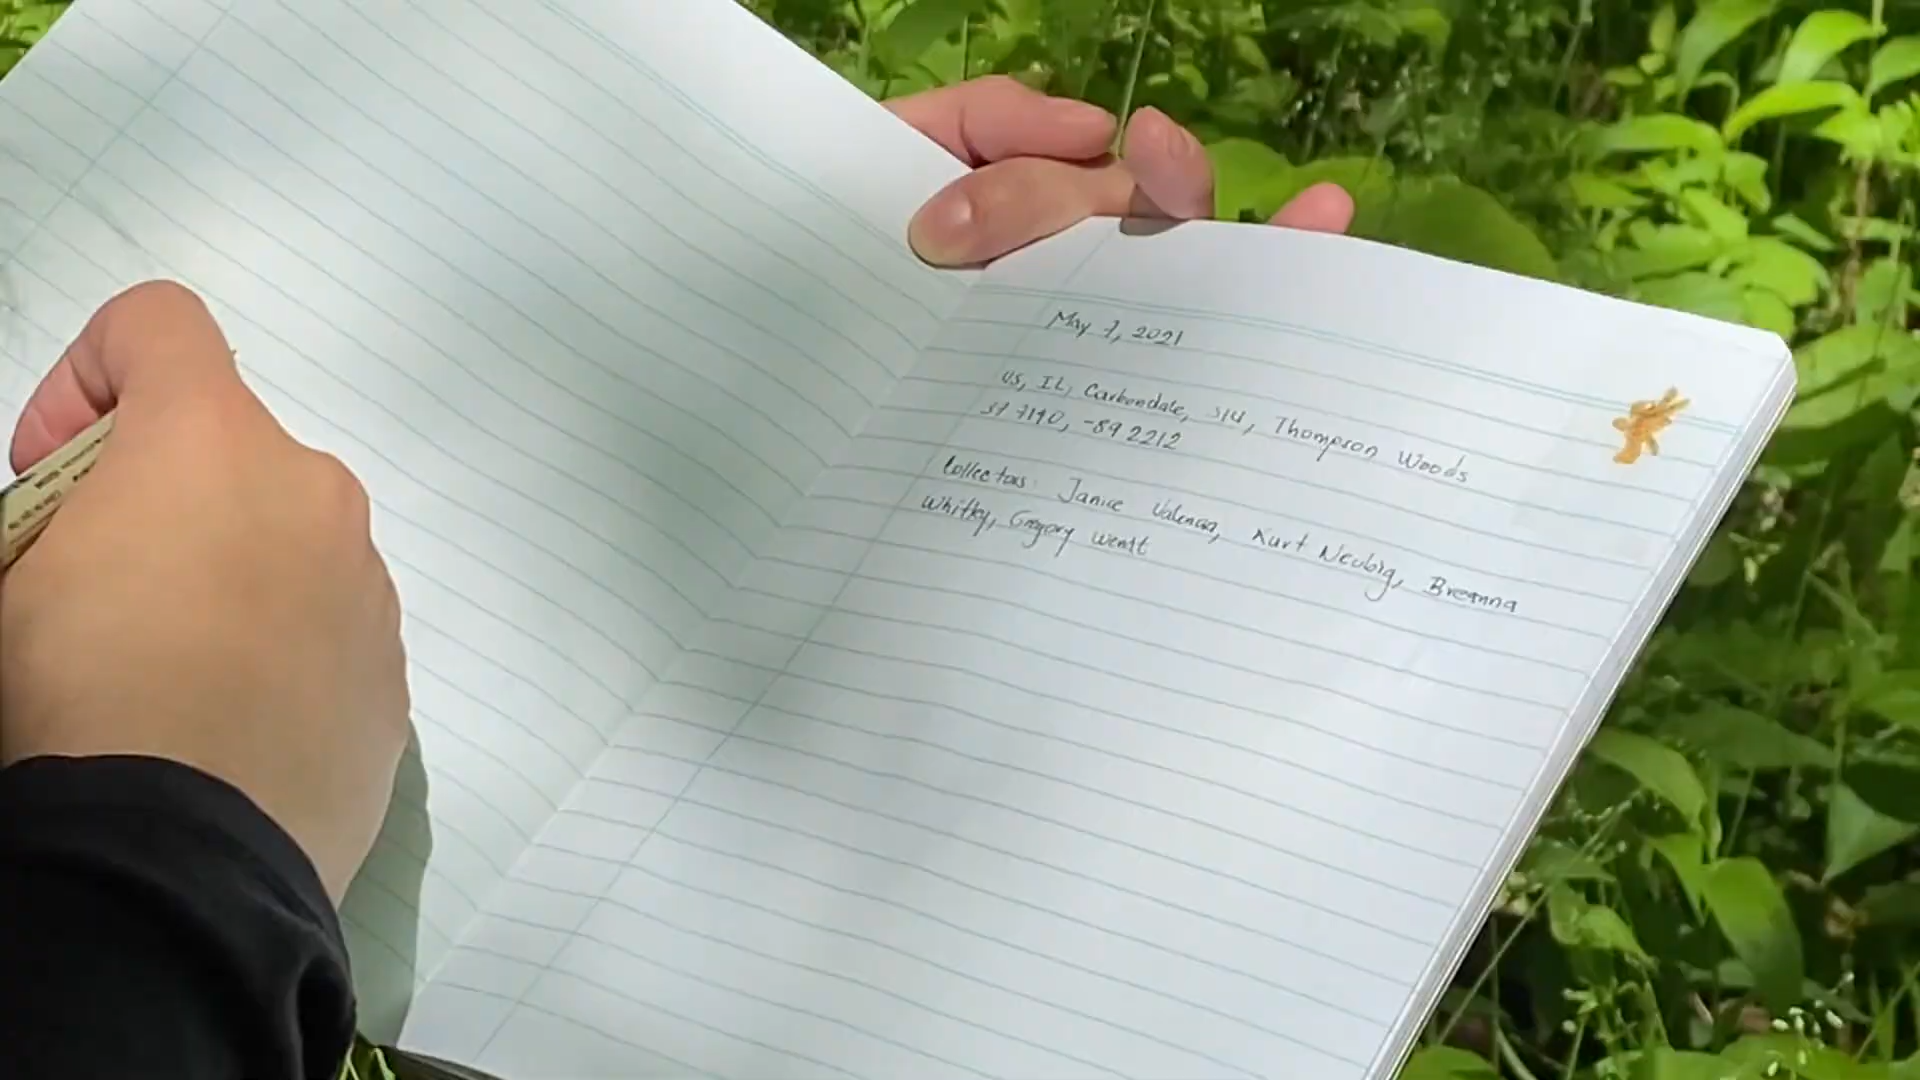 May 7, 2021
US, IL, Carbondale, SIU, Thompson Woods
37.7140, -89.2212
Collectors: Janice Valencia, Kurt Neubig, Breanna
Whitley, Gregory Wendt